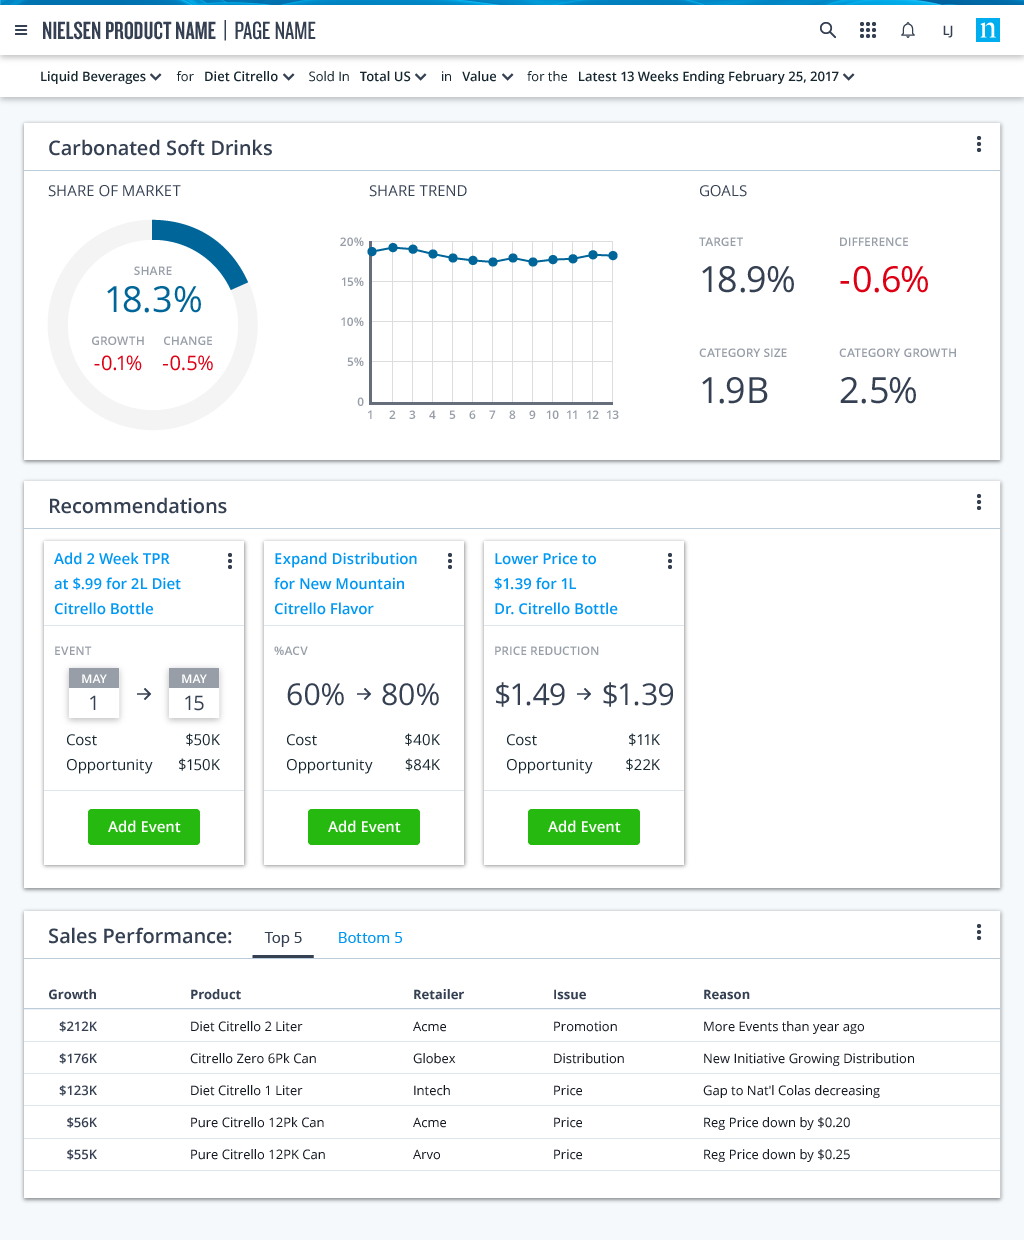 NIELSEN PRODUCT NAME | PAGE NAME LJ n
Liquid Beverages for Diet Citrello Sold In Total US in Value for the Latest 13 Weeks Ending February 25, 2017
Carbonated Soft Drinks
SHARE OF MARKET
SHARE TREND
GOALS
SHARE
18.3%
GROWTH CHANGE
-0.1% -0.5%
20%
15%
10%
5%
0
1 2 3 4 5 6 7 8 9 10 11 12 13
TARGET DIFFERENCE
18.9% -0.6%
CATEGORY SIZE CATEGORY GROWTH
1.9B 2.5%
Recommendations
Add 2 Week TPR
at $.99 for 2L Diet
Citrello Bottle
EVENT
MAY MAY
1 → 15
Cost $50K
Opportunity $150K
Add Event
Expand Distribution
for New Mountain
Citrello Flavor
%ACV
60% → 80%
Cost $40K
Opportunity $84K
Add Event
Lower Price to
$1.39 for 1L
Dr. Citrello Bottle
PRICE REDUCTION
$1.49 → $1.39
Cost $11K
Opportunity $22K
Add Event
Sales Performance: Top 5 Bottom 5
Growth Product Retailer Issue Reason
$212K Diet Citrello 2 Liter Acme Promotion More Events than year ago
$176K Citrello Zero 6Pk Can Globex Distribution New Initiative Growing Distribution
$123K Diet Citrello 1 Liter Intech Price Gap to Nat'l Colas decreasing
$56K Pure Citrello 12Pk Can Acme Price Reg Price down by $0.20
$55K Pure Citrello 12PK Can Arvo Price Reg Price down by $0.25